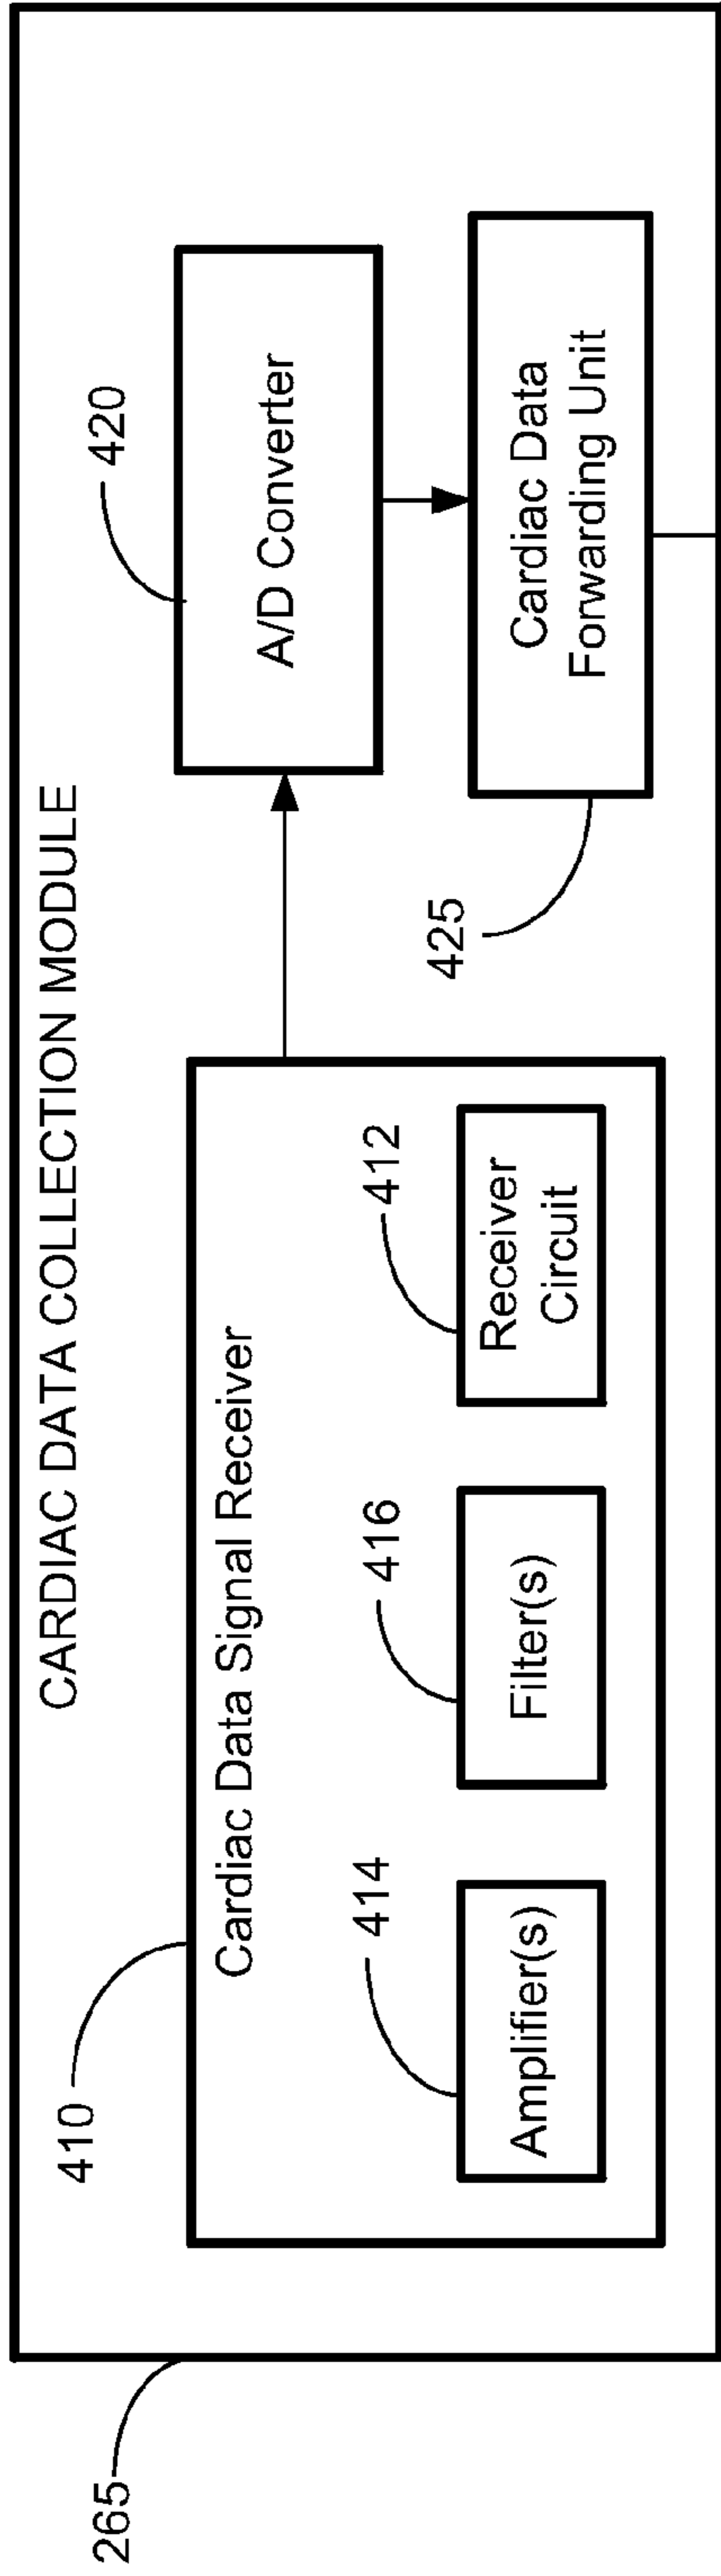 265
CARDIAC DATA COLLECTION MODULE
410
Cardiac Data Signal Receiver
414
Amplifier(s)
416
Filter(s)
412
Receiver
Circuit
420
A/D Converter
425
Cardiac Data
Forwarding Unit